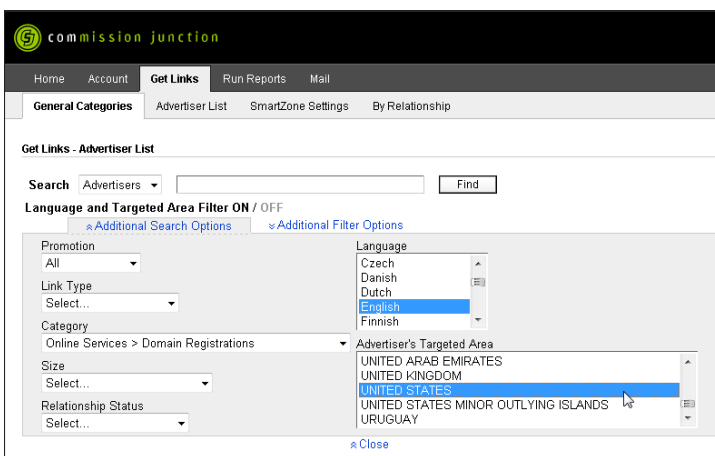 commission junction
Home Account Get Links Run Reports Mail
General Categories Advertiser List SmartZone Settings By Relationship
Get Links - Advertiser List
Search Advertisers Find
Language and Targeted Area Filter ON / OFF
Additional Search Options Additional Filter Options
Promotion
All
Link Type
Select...
Category
Online Services > Domain Registrations
Size
Select...
Relationship Status
Select...
Language
Czech
Danish
Dutch
English
Finnish
Advertiser's Targeted Area
UNITED ARAB EMIRATES
UNITED KINGDOM
UNITED STATES
UNITED STATES MINOR OUTLYING ISLANDS
URUGUAY
Close